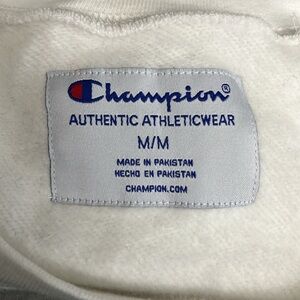 Champion®
AUTHENTIC ATHLETICWEAR
M/M
MADE IN PAKISTAN
HECHO EN PAKISTAN
CHAMPION.COM